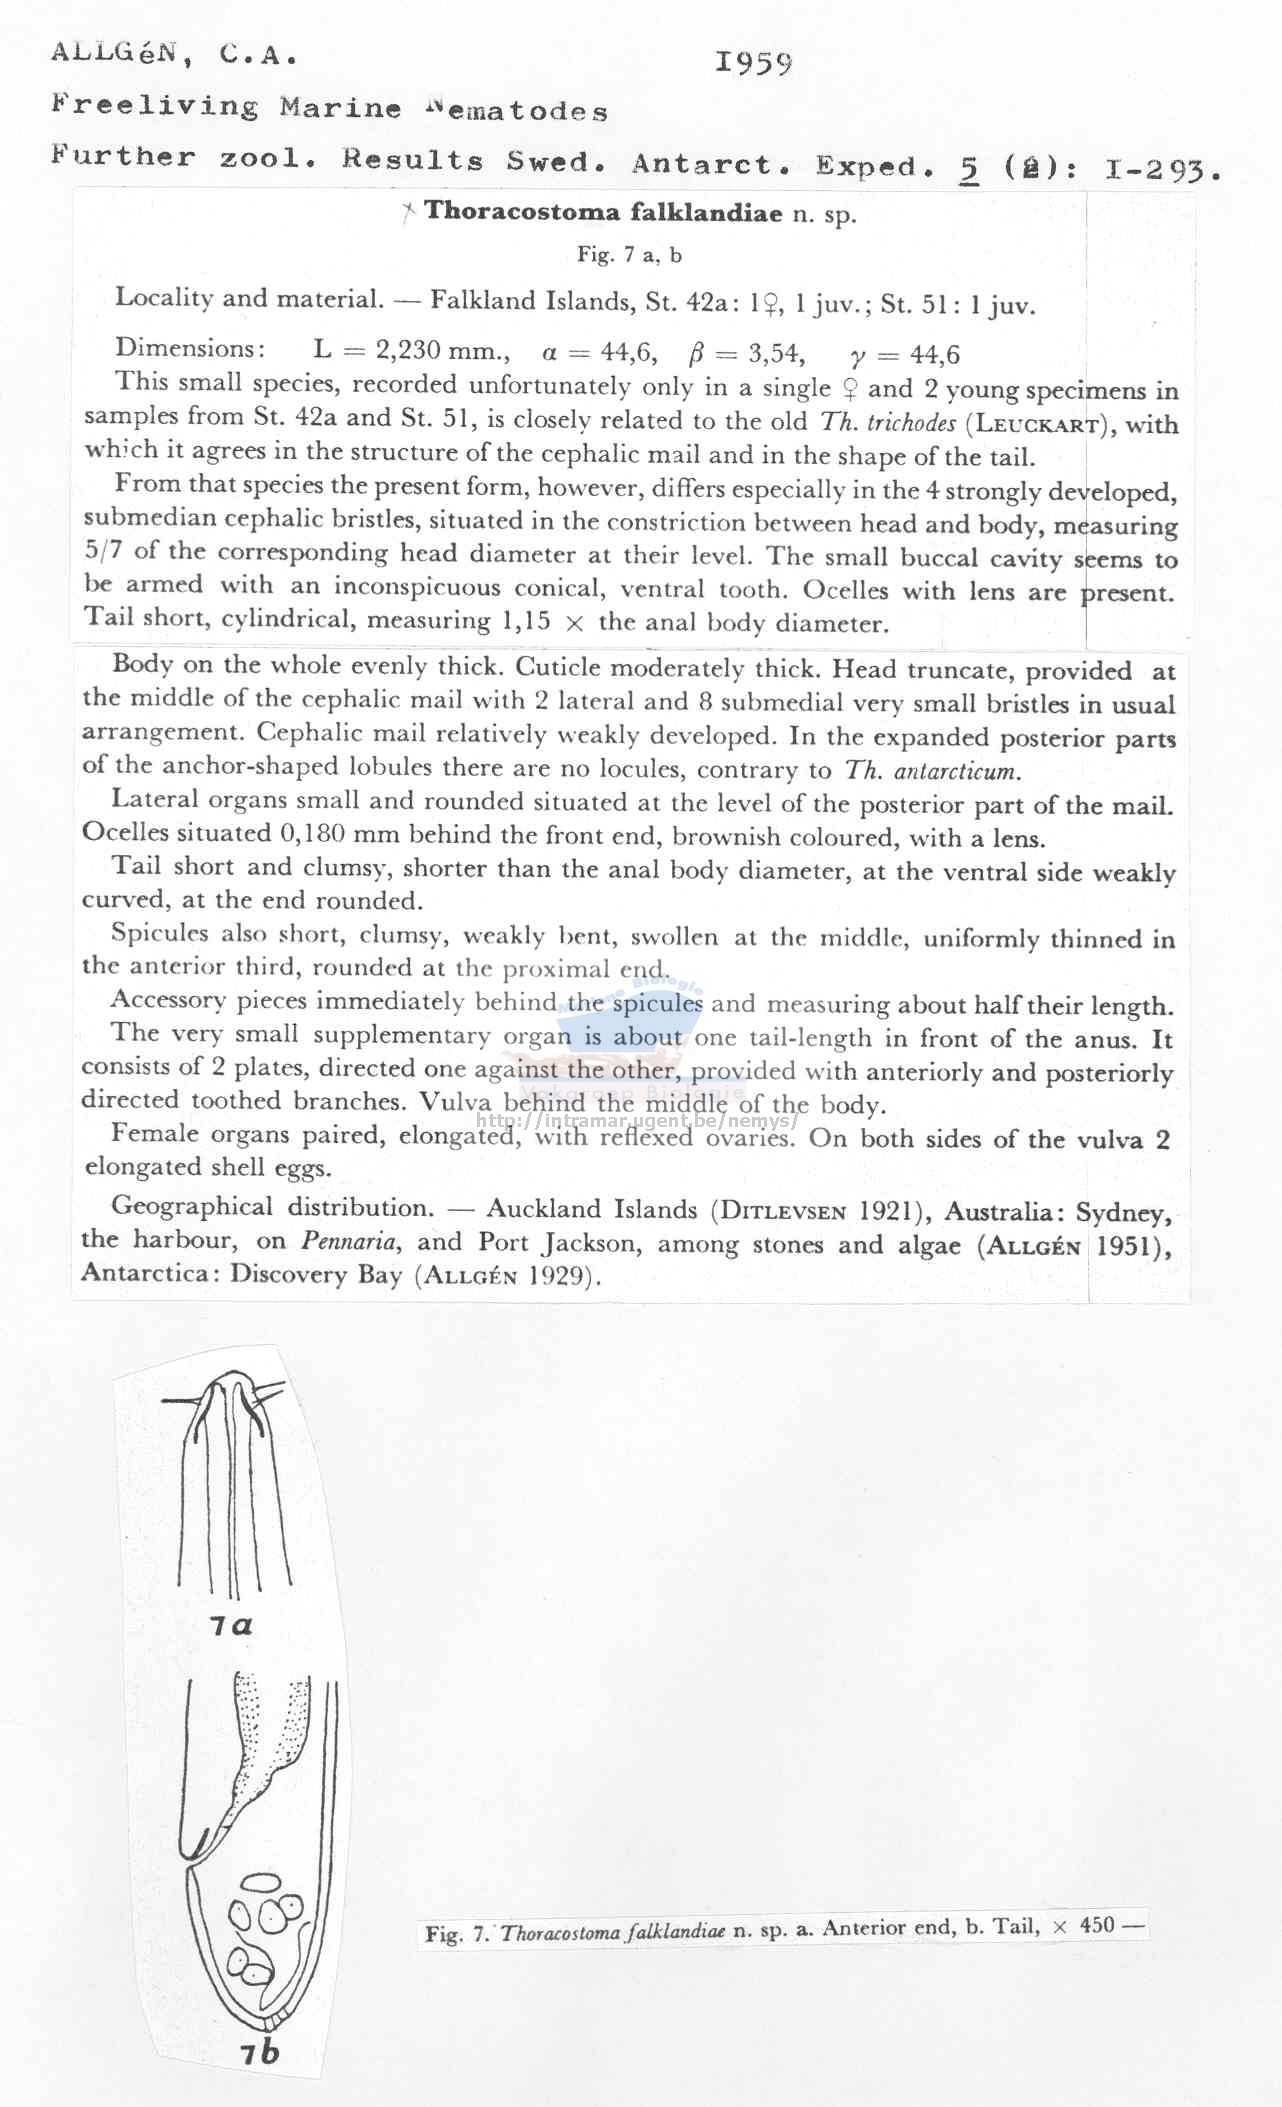 ALLGéN, C.A. 1959
Freeliving Marine Nematodes
Further zool. Results Swed. Antarct. Exped. 5 (2): I-293.
Thoracostoma falklandiae n. sp.
Fig. 7 a, b
Locality and material. — Falkland Islands, St. 42a: 1♀, 1 juv.; St. 51: 1 juv.
Dimensions: L = 2,230 mm., α = 44,6, β = 3,54, γ = 44,6
This small species, recorded unfortunately only in a single ♀ and 2 young specimens in
samples from St. 42a and St. 51, is closely related to the old Th. trichodes (LEUCKART), with
which it agrees in the structure of the cephalic mail and in the shape of the tail.
From that species the present form, however, differs especially in the 4 strongly developed,
submedian cephalic bristles, situated in the constriction between head and body, measuring
5/7 of the corresponding head diameter at their level. The small buccal cavity seems to
be armed with an inconspicuous conical, ventral tooth. Ocelles with lens are present.
Tail short, cylindrical, measuring 1,15 × the anal body diameter.
Body on the whole evenly thick. Cuticle moderately thick. Head truncate, provided at
the middle of the cephalic mail with 2 lateral and 8 submedial very small bristles in usual
arrangement. Cephalic mail relatively weakly developed. In the expanded posterior parts
of the anchor-shaped lobules there are no locules, contrary to Th. antarcticum.
Lateral organs small and rounded situated at the level of the posterior part of the mail.
Ocelles situated 0,180 mm behind the front end, brownish coloured, with a lens.
Tail short and clumsy, shorter than the anal body diameter, at the ventral side weakly
curved, at the end rounded.
Spicules also short, clumsy, weakly bent, swollen at the middle, uniformly thinned in
the anterior third, rounded at the proximal end.
Accessory pieces immediately behind the spicules and measuring about half their length.
The very small supplementary organ is about one tail-length in front of the anus. It
consists of 2 plates, directed one against the other, provided with anteriorly and posteriorly
directed toothed branches. Vulva behind the middle of the body.
Female organs paired, elongated, with reflexed ovaries. On both sides of the vulva 2
elongated shell eggs.
Geographical distribution. — Auckland Islands (DITLEVSEN 1921), Australia: Sydney,
the harbour, on Pennaria, and Port Jackson, among stones and algae (ALLGÉN 1951),
Antarctica: Discovery Bay (ALLGÉN 1929).
Mariene Biologie
Vakgroep Biologie
http://intramar.ugent.be/nemys/
7a
7b
Fig. 7. Thoracostoma falklandiae n. sp. a. Anterior end, b. Tail, × 450 —